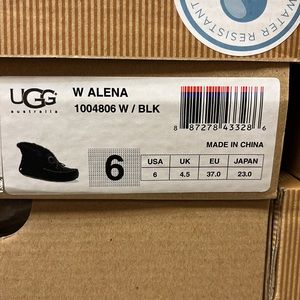 WATER RESISTANT
UGG
australia
W ALENA
1004806 W / BLK
8 87278 43328 6
MADE IN CHINA
6
USA UK EU JAPAN
6 4.5 37.0 23.0